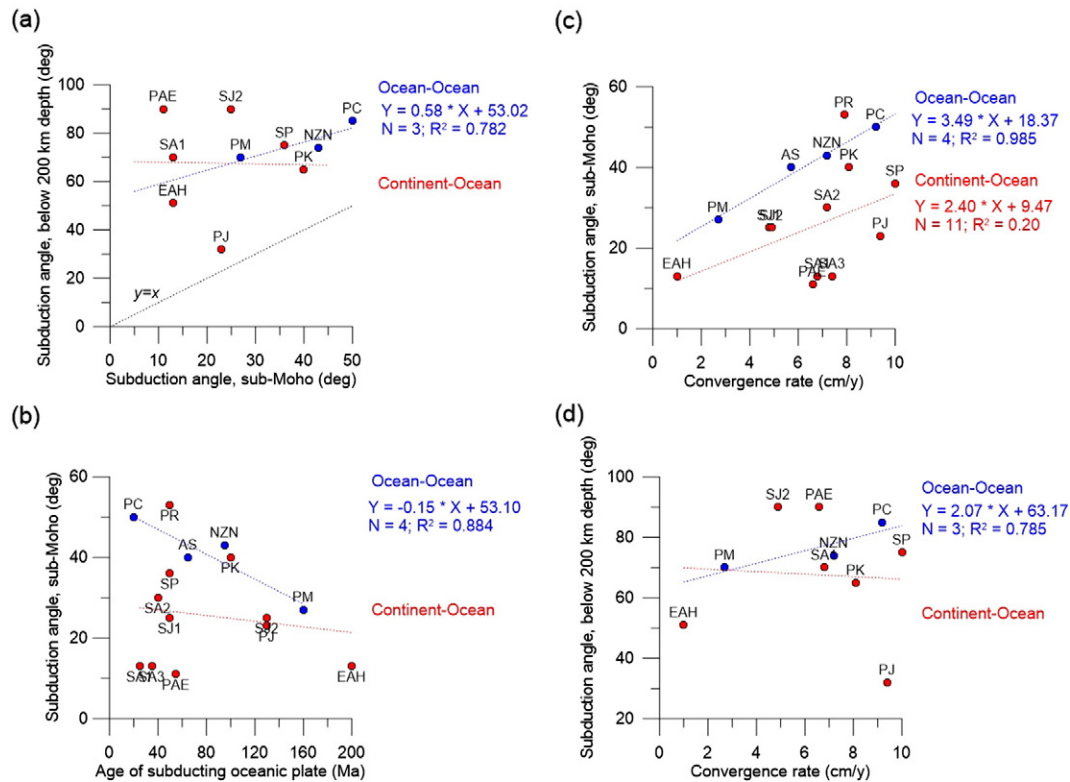 (a)
Subduction angle, below 200 km depth (deg)
100
80
60
40
20
0
PAE
SJ2
PC
SP
NZN
SA1
PM
PK
EAH
PJ
y=x
0 10 20 30 40 50
Subduction angle, sub-Moho (deg)
Ocean-Ocean
Y = 0.58 * X + 53.02
N = 3; R² = 0.782
Continent-Ocean
(c)
Subduction angle, sub-Moho (deg)
60
40
20
0
PR
PC
AS
NZN
PK
SP
PM
SA2
PJ
EAH
SA3
PAE
0 2 4 6 8 10
Convergence rate (cm/y)
Ocean-Ocean
Y = 3.49 * X + 18.37
N = 4; R² = 0.985
Continent-Ocean
Y = 2.40 * X + 9.47
N = 11; R² = 0.20
(b)
Subduction angle, sub-Moho (deg)
60
40
20
0
PC
PR
AS
NZN
PK
SP
PM
SA2
SJ1
SJ2
PJ
SA1
SA3
PAE
EAH
0 40 80 120 160 200
Age of subducting oceanic plate (Ma)
Ocean-Ocean
Y = -0.15 * X + 53.10
N = 4; R² = 0.884
Continent-Ocean
(d)
Subduction angle, below 200 km depth (deg)
100
80
60
40
20
SJ2
PAE
PC
SP
PM
NZN
PK
EAH
PJ
0 2 4 6 8 10
Convergence rate (cm/y)
Ocean-Ocean
Y = 2.07 * X + 63.17
N = 3; R² = 0.785
Continent-Ocean